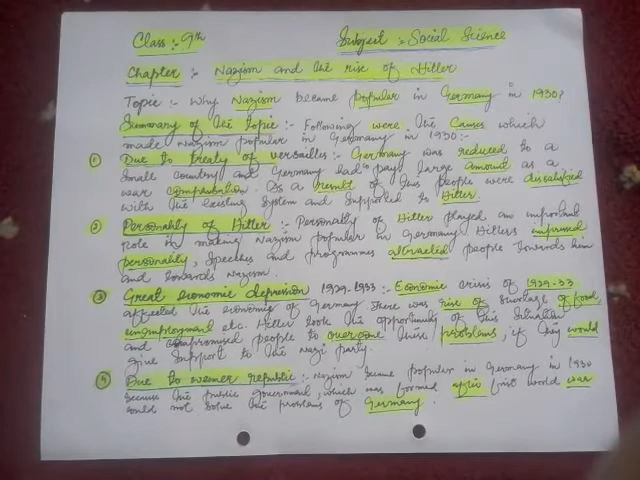 Class :- 9th Subject :- Social Science
Chapter :- Nazism and the rise of Hitler
Topic :- Why Nazism became popular in Germany in 1930?
Summary of the topic :- Following were the causes which
made nazism popular in Germany in 1930:-
① Due to treaty of versailles :- Germany was reduced to a
small country and Germany had pay large amount as a
war compensation. As a result of this people were dissatisfied
with the existing system and supported to Hitler.
② Personality of Hitler :- Personality of Hitler played an important
role in making Nazism popular in Germany Hitlers
personality, speeches and programmes attracted people towards him
and towards Nazism.
③ Great economic depression 1929-1933 :- Economic crisis of 1929-33
affected the economy of Germany There was rise of shortage of food
unemployment etc. Hitler took the opportunity of this situation
and people to overcome these problems, if they would
give support to the Nazi party.
④ Due to weimer republic :- Nazism became popular in Germany in 1930
because the government, which was formed after first world war
could not solve the problems of Germany.